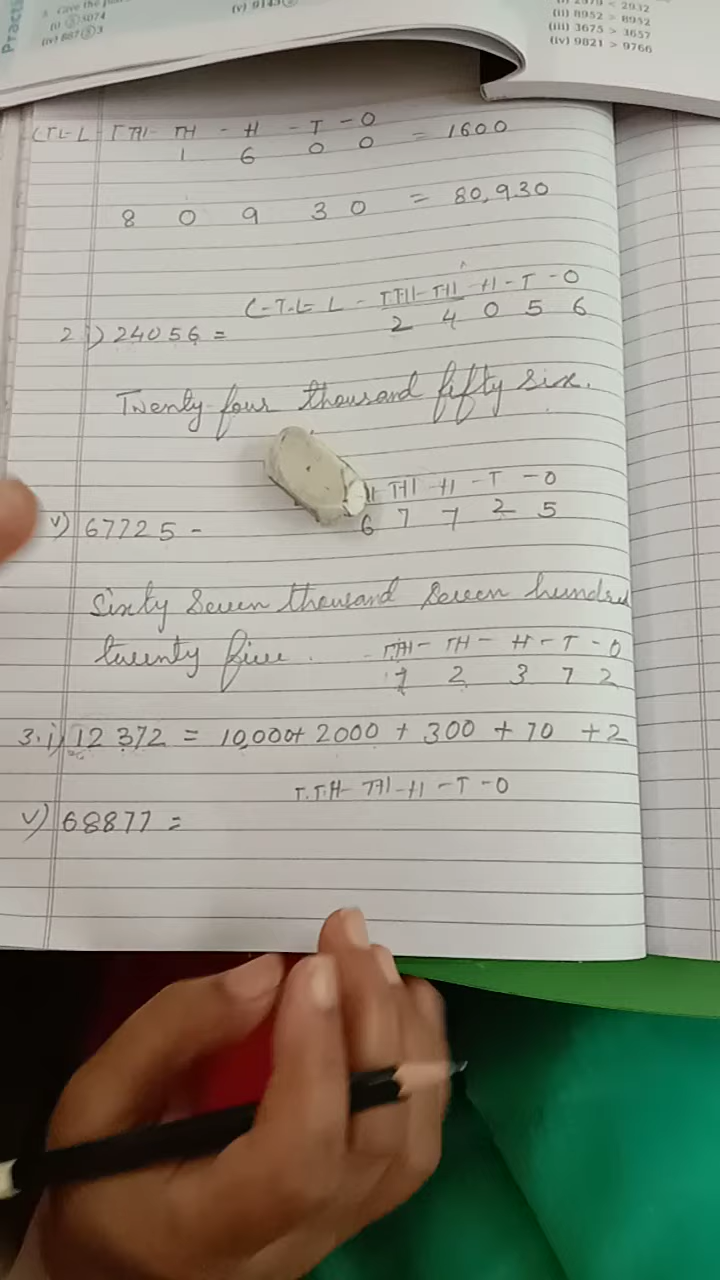 (i) ⑤5074
(iv) 887⑤3
(ii) 8952 > 8952
(iii) 3675 > 3657
(iv) 9821 > 9766
TH - H - T - O
1 6 0 0 = 1600
8 0 9 3 0 = 80,930
C-T.L- L - T.TH- TH - H - T - O
2 i) 24056 = 2 4 0 5 6
Twenty four thousand fifty six.
TH - H - T - O
v) 67725 - 6 7 7 2 5
Sixty seven thousand seven hundred
twenty five.
T.TH - TH - H - T - O
1 2 3 7 2
3. i) 12 372 = 10,000+ 2000 + 300 + 70 + 2
T.TH- TH - H - T - O
v) 68877 =